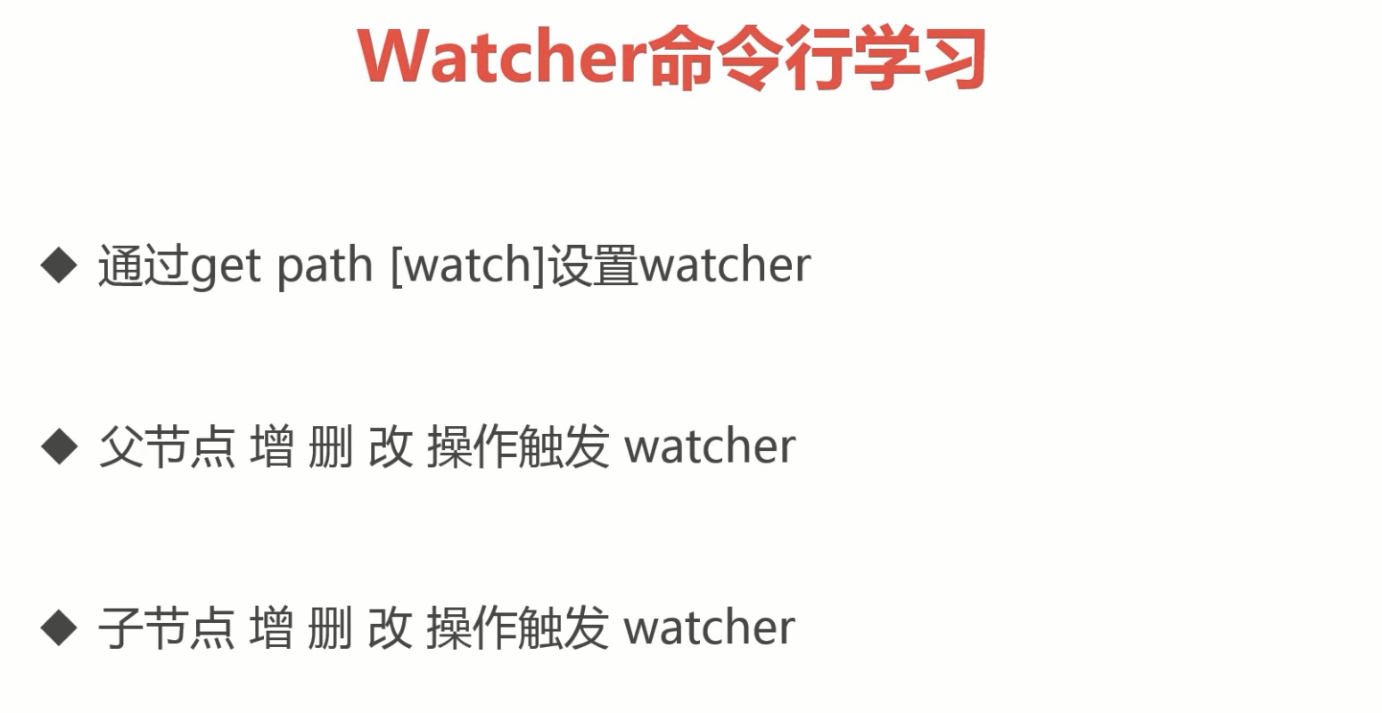 Watcher命令行学习
◆ 通过get path [watch]设置watcher
◆ 父节点 增 删 改 操作触发 watcher
◆ 子节点 增 删 改 操作触发 watcher